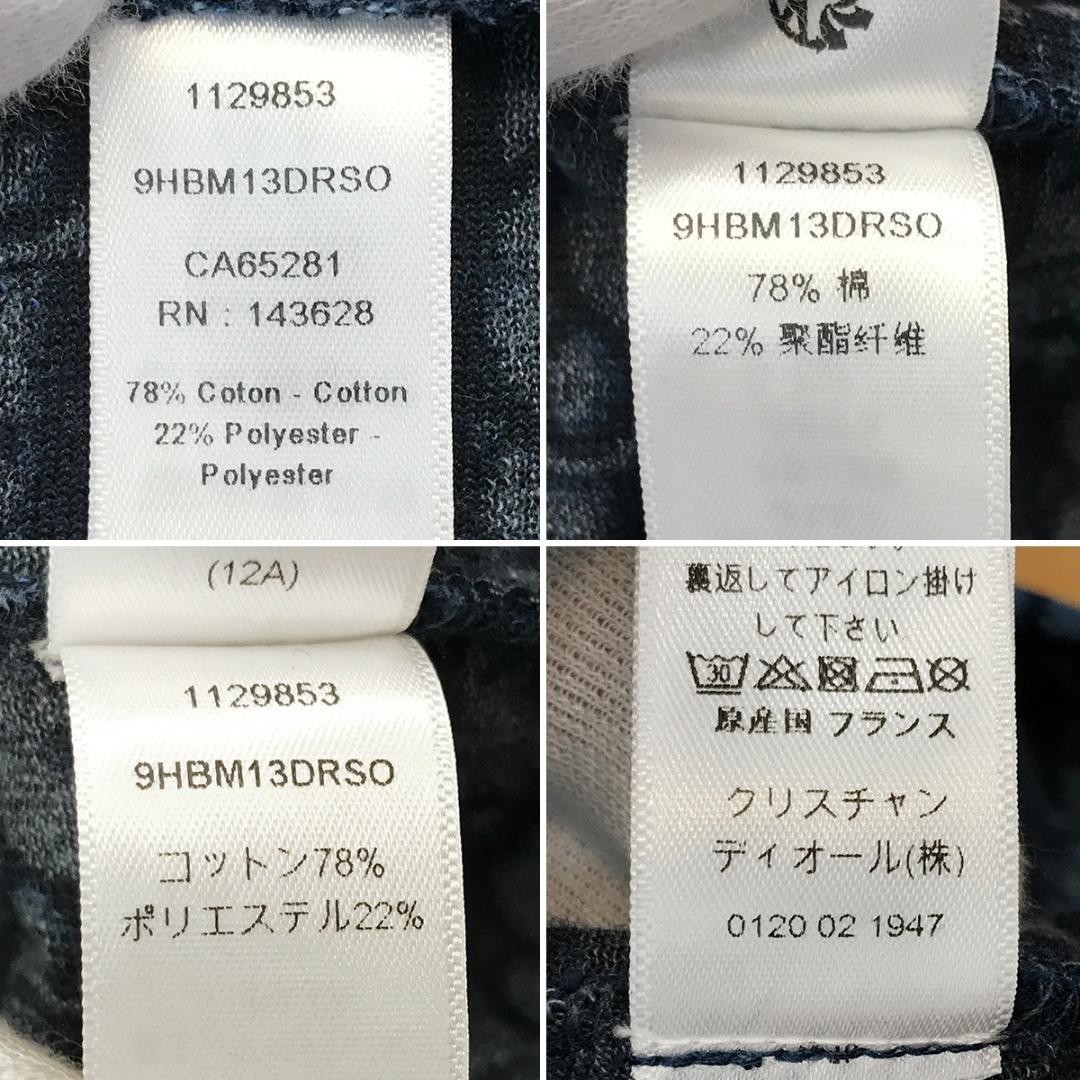 1129853
9HBM13DRSO
CA65281
RN : 143628
78% Coton - Cotton
22% Polyester -
Polyester
1129853
9HBM13DRSO
78% 棉
22% 聚酯纤维
(12A)
1129853
9HBM13DRSO
コットン78%
ポリエステル22%
裏返してアイロン掛け
して下さい
30
原産国 フランス
クリスチャン
ディオール(株)
0120 02 1947